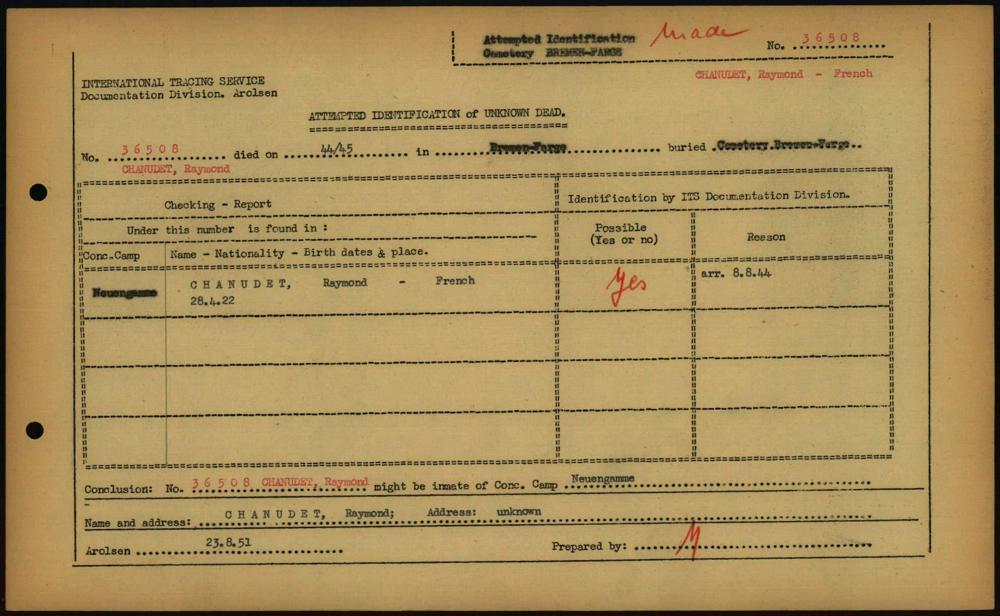 Attempted Identification made
Cemetery BREMEN-FARGE
No. 36508
CHANUDET, Raymond - French
INTERNATIONAL TRACING SERVICE
Documentation Division. Arolsen
ATTEMPTED IDENTIFICATION of UNKNOWN DEAD.
No. 36508 died on 44/45 in Bremen-Farge buried Cemetery Bremen-Farge
CHANUDET, Raymond
Checking - Report
Identification by ITS Documentation Division.
Under this number is found in :
Possible (Yes or no)
Reason
Conc.Camp
Name - Nationality - Birth dates & place.
Neuengamme
CHANUDET, Raymond - French
28.4.22
Yes
arr. 8.8.44
Conclusion: No. 36508 CHANUDET, Raymond might be inmate of Conc. Camp Neuengamme
Name and address: CHANUDET, Raymond; Address: unknown
Arolsen 23.8.51
Prepared by: